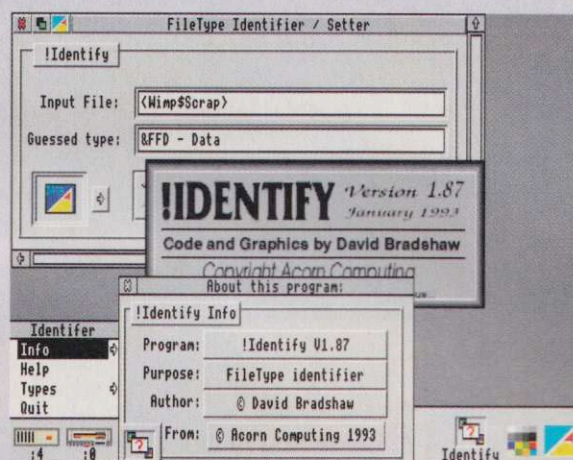 FileType Identifier / Setter
!Identify
Input File: <Wimp$Scrap>
Guessed type: &FFD - Data
!IDENTIFY Version 1.87
January 1993
Code and Graphics by David Bradshaw
Copyright Acorn Computing
About this program:
!Identify Info
Program: !Identify V1.87
Purpose: FileType identifier
Author: © David Bradshaw
From: © Acorn Computing 1993
Identifer
Info
Help
Types
Quit
:4
:0
Identify